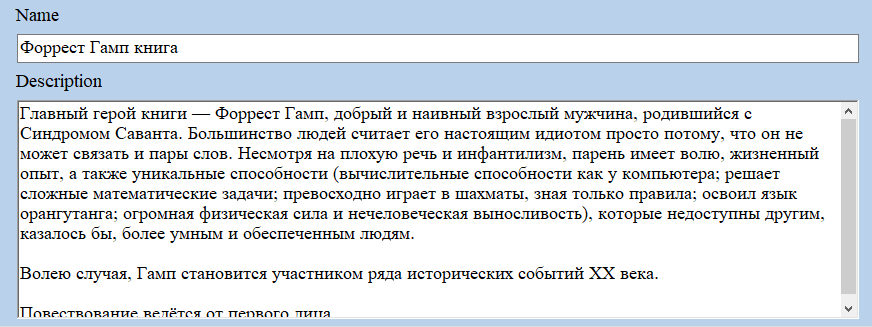 Name
Форрест Гамп книга
Description
Главный герой книги — Форрест Гамп, добрый и наивный взрослый мужчина, родившийся с
Синдромом Саванта. Большинство людей считает его настоящим идиотом просто потому, что он не
может связать и пары слов. Несмотря на плохую речь и инфантилизм, парень имеет волю, жизненный
опыт, а также уникальные способности (вычислительные способности как у компьютера; решает
сложные математические задачи; превосходно играет в шахматы, зная только правила; освоил язык
орангутанга; огромная физическая сила и нечеловеческая выносливость), которые недоступны другим,
казалось бы, более умным и обеспеченным людям.
Волею случая, Гамп становится участником ряда исторических событий XX века.
Повествование ведётся от первого лица